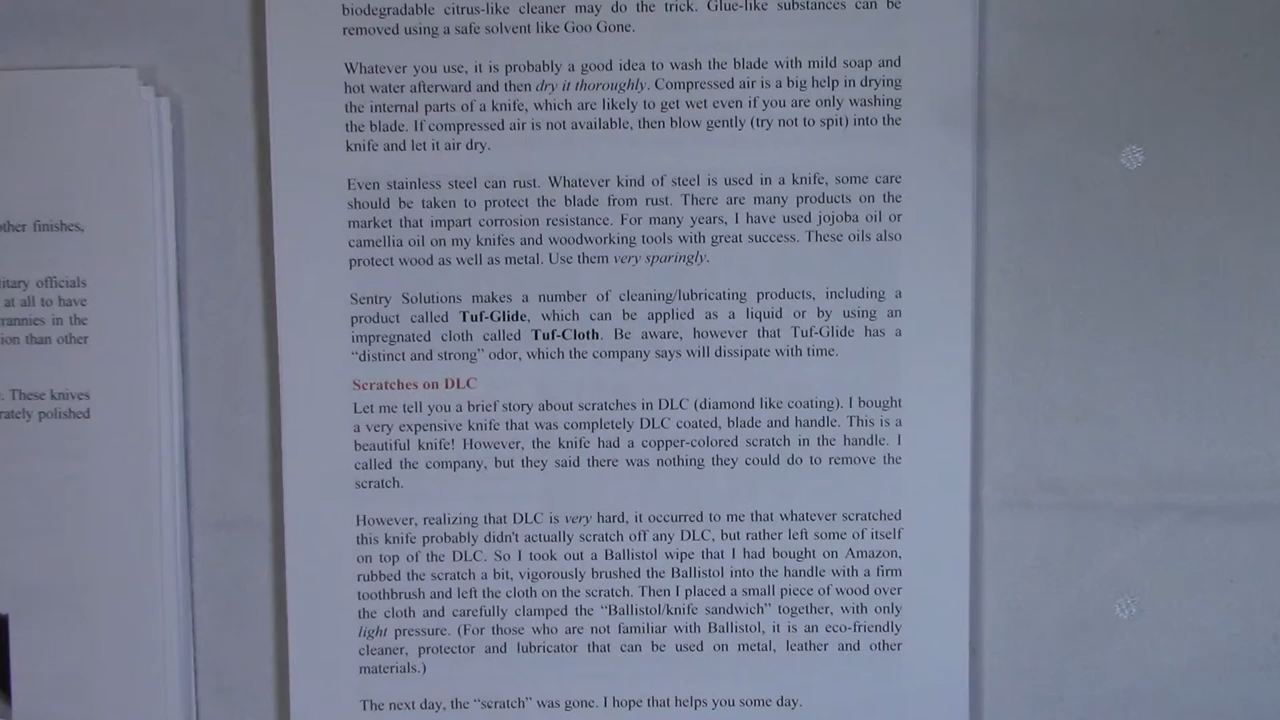 other finishes,
itary officials
at all to have
rannies in the
ion than other
. These knives
rately polished
biodegradable citrus-like cleaner may do the trick. Glue-like substances can be
removed using a safe solvent like Goo Gone.
Whatever you use, it is probably a good idea to wash the blade with mild soap and
hot water afterward and then dry it thoroughly. Compressed air is a big help in drying
the internal parts of a knife, which are likely to get wet even if you are only washing
the blade. If compressed air is not available, then blow gently (try not to spit) into the
knife and let it air dry.
Even stainless steel can rust. Whatever kind of steel is used in a knife, some care
should be taken to protect the blade from rust. There are many products on the
market that impart corrosion resistance. For many years, I have used jojoba oil or
camellia oil on my knifes and woodworking tools with great success. These oils also
protect wood as well as metal. Use them very sparingly.
Sentry Solutions makes a number of cleaning/lubricating products, including a
product called Tuf-Glide, which can be applied as a liquid or by using an
impregnated cloth called Tuf-Cloth. Be aware, however that Tuf-Glide has a
“distinct and strong” odor, which the company says will dissipate with time.
Scratches on DLC
Let me tell you a brief story about scratches in DLC (diamond like coating). I bought
a very expensive knife that was completely DLC coated, blade and handle. This is a
beautiful knife! However, the knife had a copper-colored scratch in the handle. I
called the company, but they said there was nothing they could do to remove the
scratch.
However, realizing that DLC is very hard, it occurred to me that whatever scratched
this knife probably didn't actually scratch off any DLC, but rather left some of itself
on top of the DLC. So I took out a Ballistol wipe that I had bought on Amazon,
rubbed the scratch a bit, vigorously brushed the Ballistol into the handle with a firm
toothbrush and left the cloth on the scratch. Then I placed a small piece of wood over
the cloth and carefully clamped the “Ballistol/knife sandwich” together, with only
light pressure. (For those who are not familiar with Ballistol, it is an eco-friendly
cleaner, protector and lubricator that can be used on metal, leather and other
materials.)
The next day, the “scratch” was gone. I hope that helps you some day.